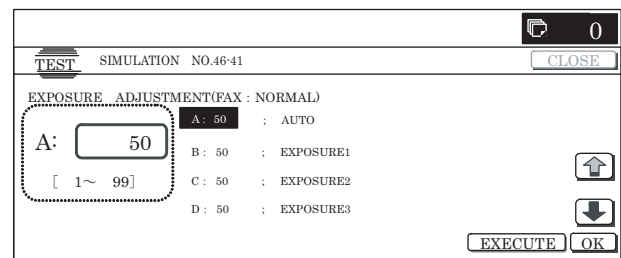 0
TEST SIMULATION NO.46-41 CLOSE
EXPOSURE ADJUSTMENT(FAX : NORMAL)
A: 50
[ 1～ 99]
A : 50 ; AUTO
B : 50 ; EXPOSURE1
C : 50 ; EXPOSURE2
D : 50 ; EXPOSURE3
EXECUTE OK